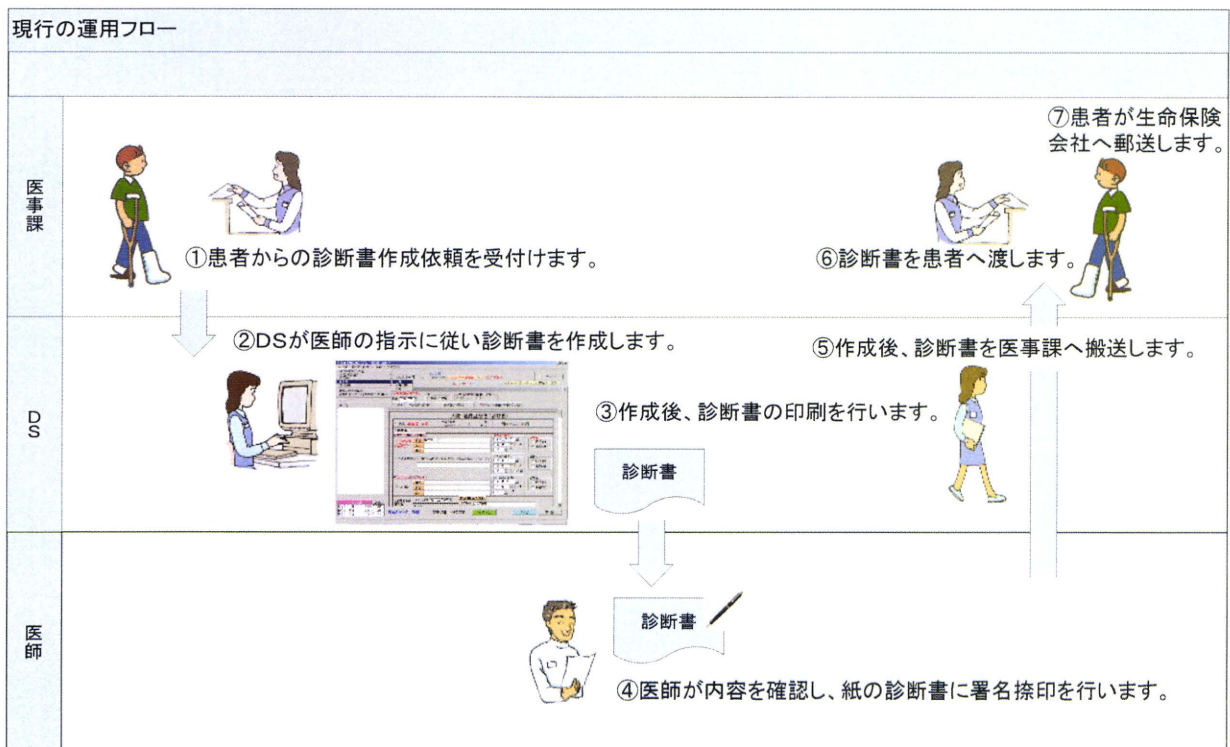 現行の運用フロー
医事課
①患者からの診断書作成依頼を受付けます。
⑥診断書を患者へ渡します。
⑦患者が生命保険
会社へ郵送します。
DS
②DSが医師の指示に従い診断書を作成します。
③作成後、診断書の印刷を行います。
診断書
⑤作成後、診断書を医事課へ搬送します。
医師
診断書
④医師が内容を確認し、紙の診断書に署名捺印を行います。